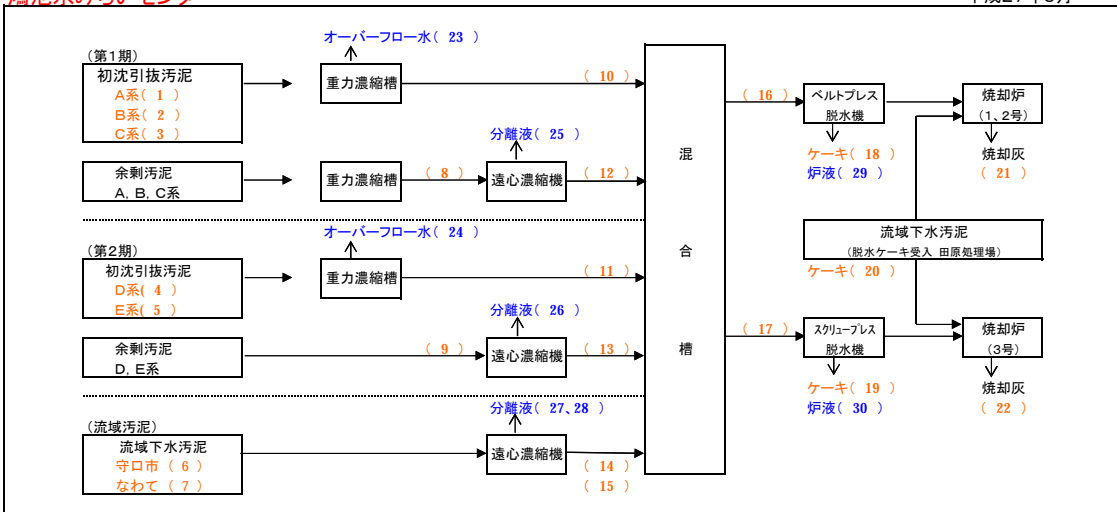 (第1期)
初沈引抜汚泥
A系( 1 )
B系( 2 )
C系( 3 )
重力濃縮槽
オーバーフロー水( 23 )
( 10 )
余剰汚泥
A, B, C系
重力濃縮槽
( 8 )
分離液( 25 )
遠心濃縮機
( 12 )
(第2期)
初沈引抜汚泥
D系( 4 )
E系( 5 )
オーバーフロー水( 24 )
重力濃縮槽
( 11 )
余剰汚泥
D, E系
( 9 )
分離液( 26 )
遠心濃縮機
( 13 )
(流域汚泥)
流域下水汚泥
守口市 ( 6 )
なわて ( 7 )
分離液( 27、28 )
遠心濃縮機
( 14 )
( 15 )
混
合
槽
( 16 )
ベルトプレス
脱水機
ケーキ( 18 )
炉液( 29 )
焼却炉
(1、2号)
焼却灰
( 21 )
流域下水汚泥
(脱水ケーキ受入 田原処理場)
ケーキ( 20 )
( 17 )
スクリュープレス
脱水機
ケーキ( 19 )
炉液( 30 )
焼却炉
(3号)
焼却灰
( 22 )